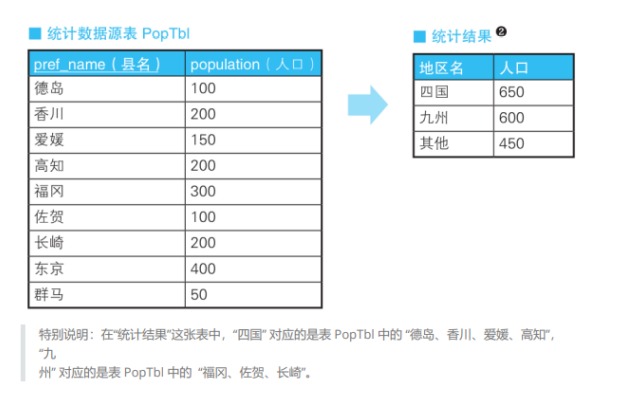 ■ 统计数据源表 PopTbl
pref_name（县名） population（人口）
德岛 100
香川 200
爱媛 150
高知 200
福冈 300
佐贺 100
长崎 200
东京 400
群马 50
■ 统计结果❷
地区名 人口
四国 650
九州 600
其他 450
特别说明：在“统计结果”这张表中，“四国” 对应的是表 PopTbl 中的 “德岛、香川、爱媛、高知”，
“九
州” 对应的是表 PopTbl 中的 “福冈、佐贺、长崎”。